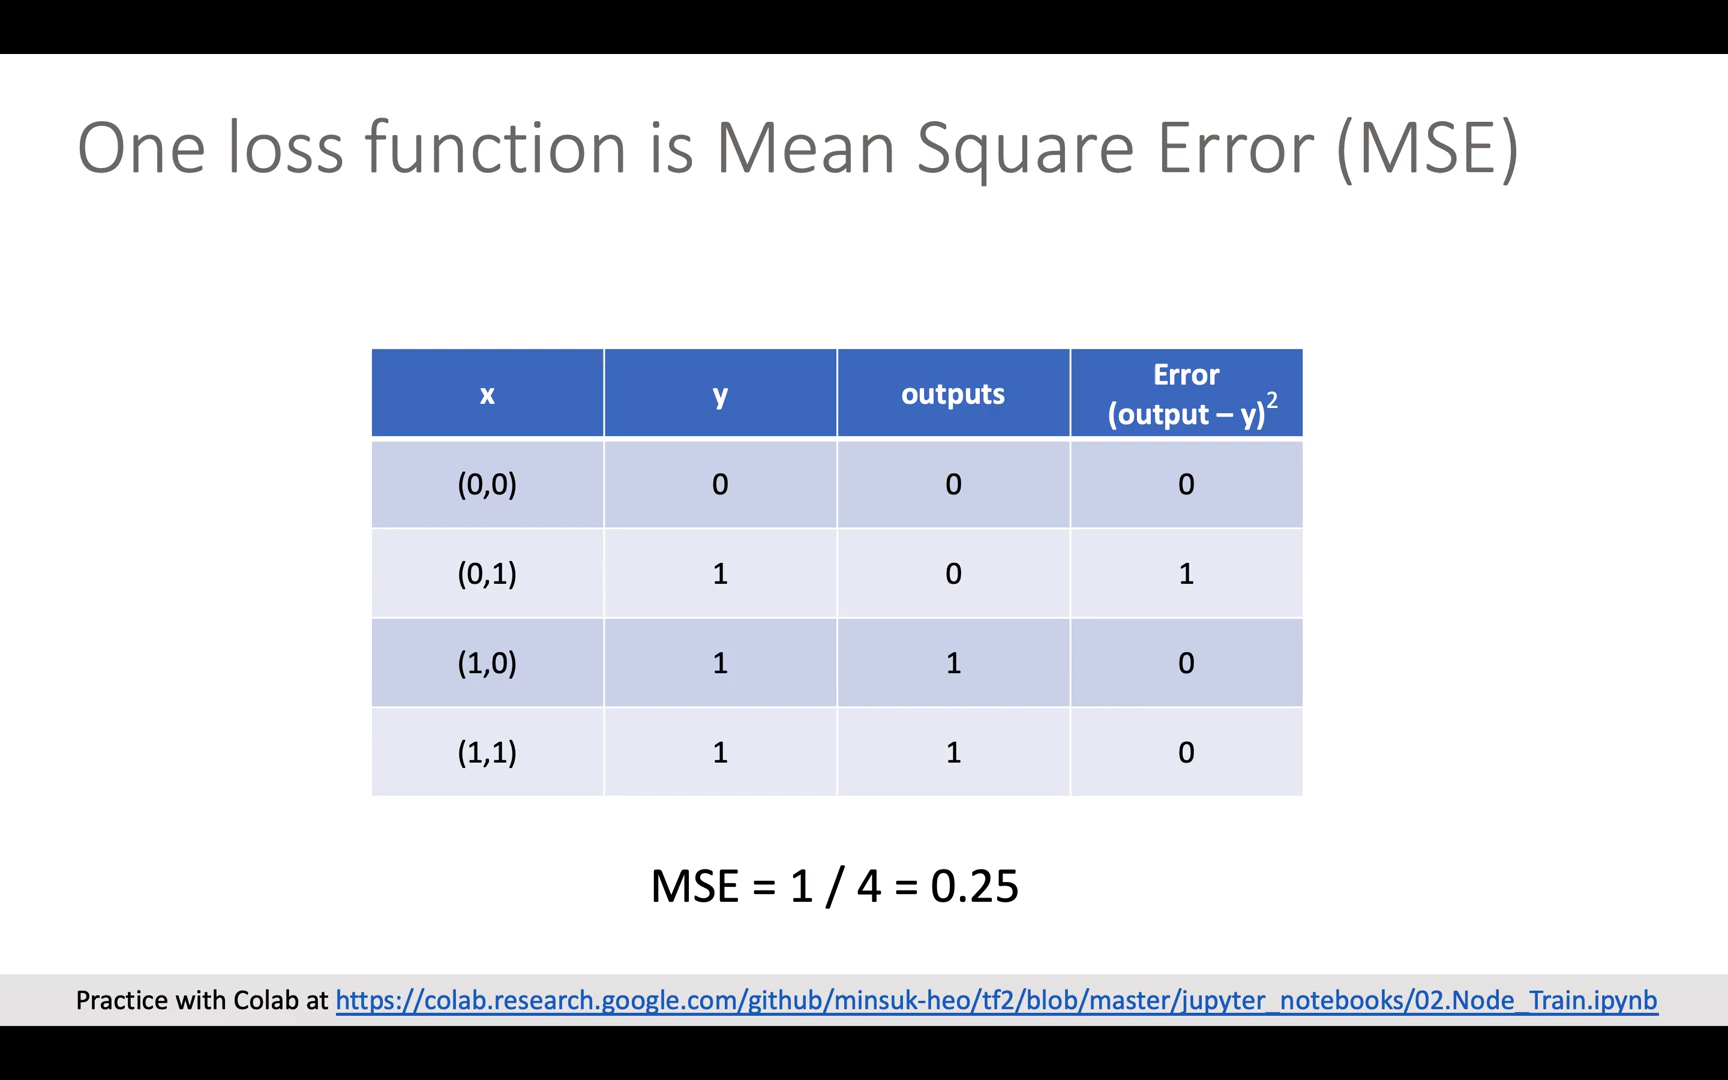 One loss function is Mean Square Error (MSE)
x y outputs Error
(output – y)²
(0,0) 0 0 0
(0,1) 1 0 1
(1,0) 1 1 0
(1,1) 1 1 0
MSE = 1 / 4 = 0.25
Practice with Colab at https://colab.research.google.com/github/minsuk-heo/tf2/blob/master/jupyter_notebooks/02.Node_Train.ipynb